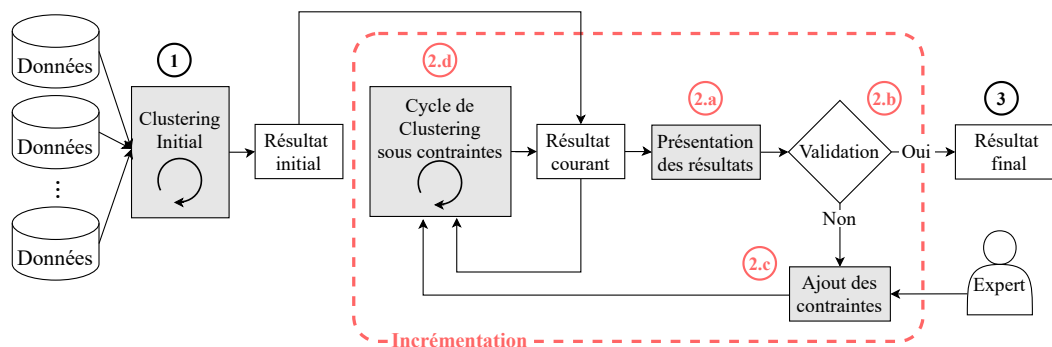 Données
Données
...
Données
1
Clustering
Initial
Résultat
initial
2.d
Cycle de
Clustering
sous contraintes
Résultat
courant
2.a
Présentation
des résultats
2.b
Validation
Oui
Non
3
Résultat
final
2.c
Ajout des
contraintes
Expert
Incrémentation